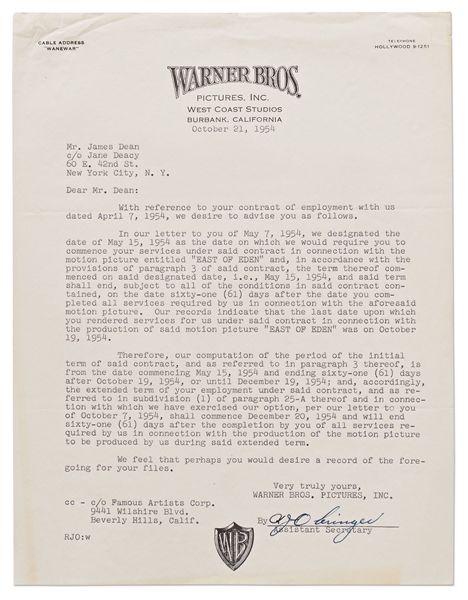 CABLE ADDRESS
"WANEWAR"
TELEPHONE
HOLLYWOOD 9-1251
WARNER BROS.
PICTURES, INC.
WEST COAST STUDIOS
BURBANK, CALIFORNIA
October 21, 1954
Mr. James Dean
c/o Jane Deacy
60 E. 42nd St.
New York City, N. Y.
Dear Mr. Dean:
With reference to your contract of employment with us
dated April 7, 1954, we desire to advise you as follows.
In our letter to you of May 7, 1954, we designated the
date of May 15, 1954 as the date on which we would require you to
commence your services under said contract in connection with the
motion picture entitled "EAST OF EDEN" and, in accordance with the
provisions of paragraph 3 of said contract, the term thereof com-
menced on said designated date, i.e., May 15, 1954, and said term
shall end, subject to all of the conditions in said contract con-
tained, on the date sixty-one (61) days after the date you com-
pleted all services required by us in connection with the aforesaid
motion picture. Our records indicate that the last date upon which
you rendered services for us under said contract in connection with
the production of said motion picture "EAST OF EDEN" was on October
19, 1954.
Therefore, our computation of the period of the initial
term of said contract, and as referred to in paragraph 3 thereof, is
from the date commencing May 15, 1954 and ending sixty-one (61) days
after October 19, 1954, or until December 19, 1954; and, accordingly,
the extended term of your employment under said contract, and as re-
ferred to in subdivision (1) of paragraph 25-A thereof and in connec-
tion with which we have exercised our option, per our letter to you
of October 7, 1954, shall commence December 20, 1954 and will end
sixty-one (61) days after the completion by you of all services re-
quired by us in connection with the production of the motion picture
to be produced by us during said extended term.
We feel that perhaps you would desire a record of the fore-
going for your files.
Very truly yours,
WARNER BROS. PICTURES, INC.
cc - c/o Famous Artists Corp.
9441 Wilshire Blvd.
Beverly Hills, Calif.
By
Assistant Secretary
RJO:w
WB